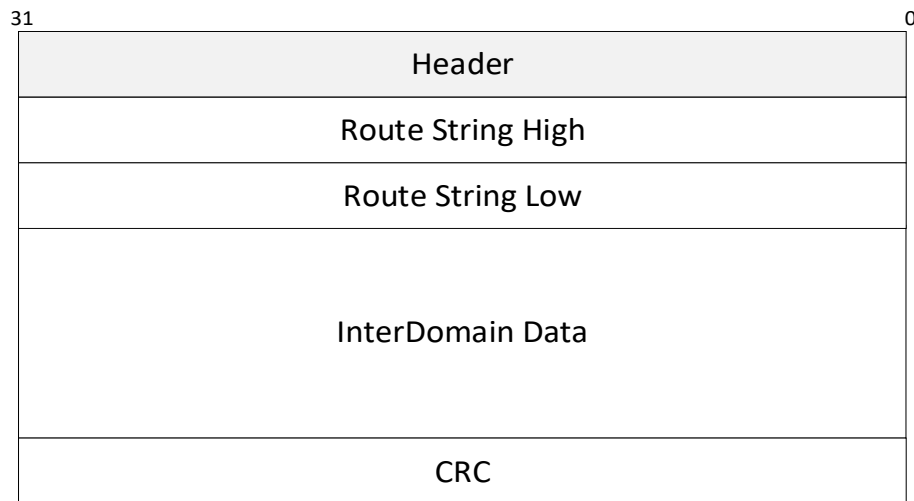 31 0
Header
Route String High
Route String Low
InterDomain Data
CRC